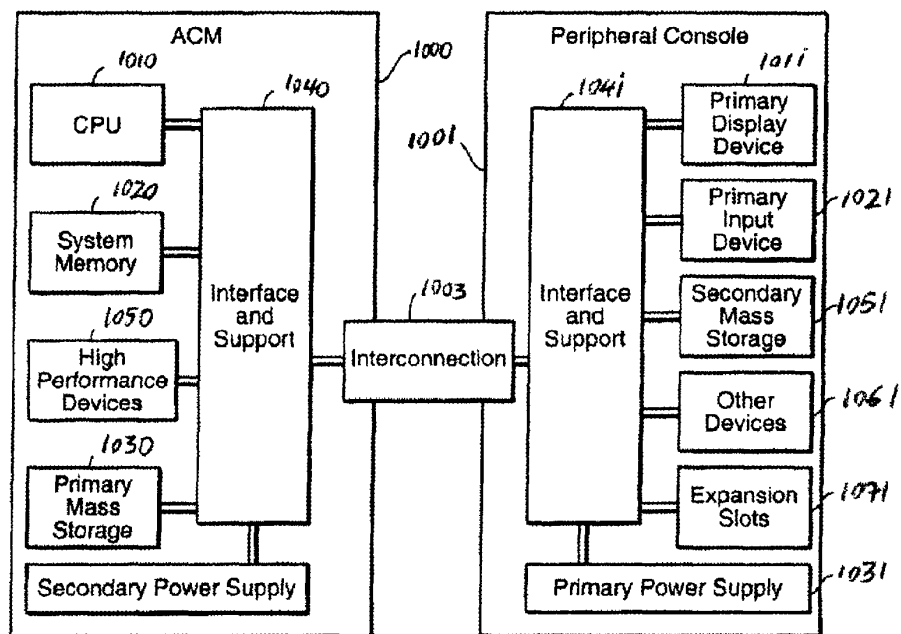 ACM
1000
1010
CPU
1040
1020
System
Memory
1050
High
Performance
Devices
1030
Primary
Mass
Storage
Interface
and
Support
Secondary Power Supply
1003
Interconnection
Peripheral Console
1001
1041
Interface
and
Support
1011
Primary
Display
Device
Primary
Input
Device
1021
Secondary
Mass
Storage
1051
Other
Devices
1061
Expansion
Slots
1071
Primary Power Supply
1031